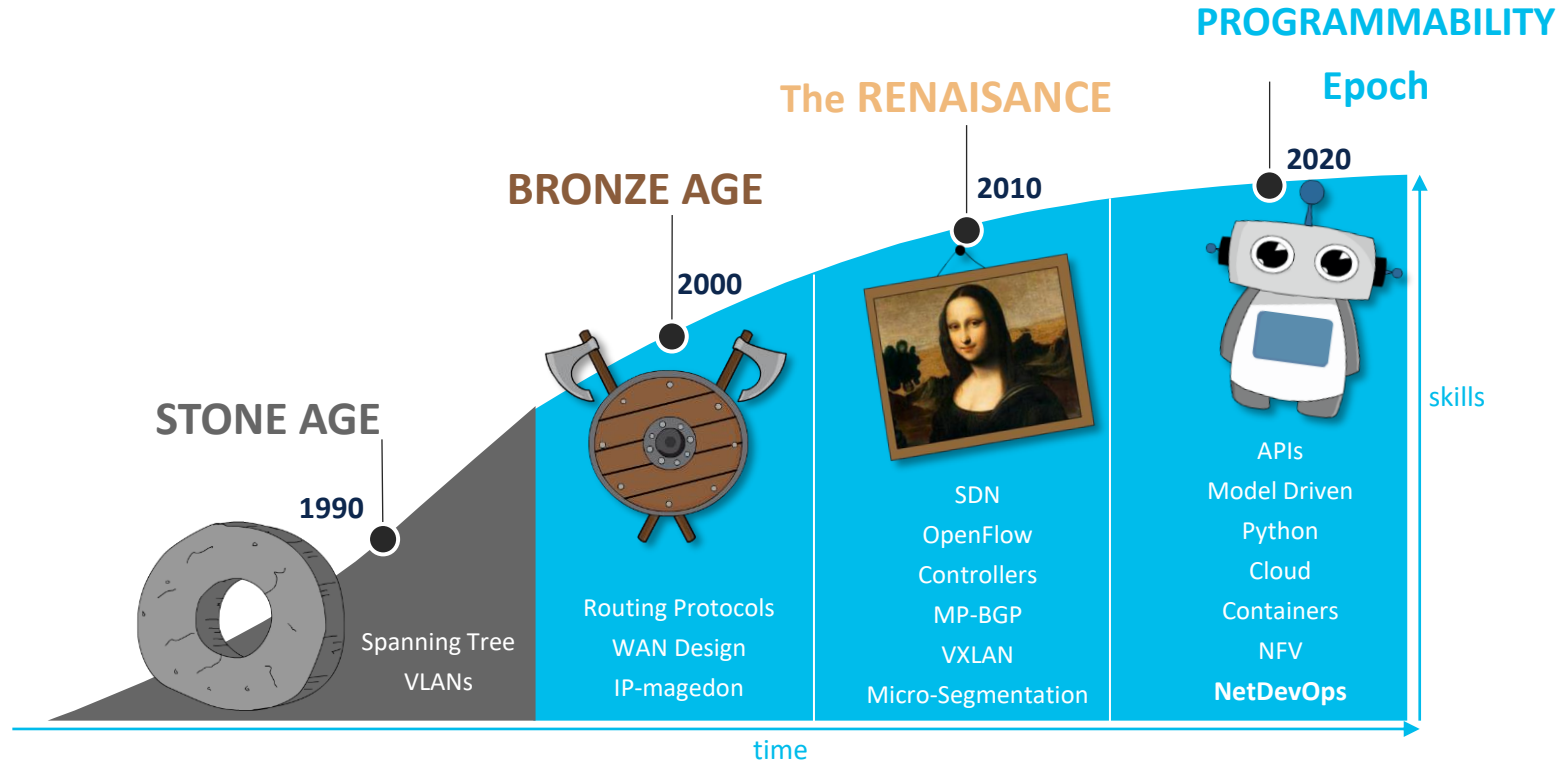 PROGRAMMABILITY
Epoch
The RENAISANCE
2020
BRONZE AGE
2010
2000
STONE AGE
1990
skills
Spanning Tree
VLANs
Routing Protocols
WAN Design
IP-magedon
SDN
OpenFlow
Controllers
MP-BGP
VXLAN
Micro-Segmentation
APIs
Model Driven
Python
Cloud
Containers
NFV
NetDevOps
time